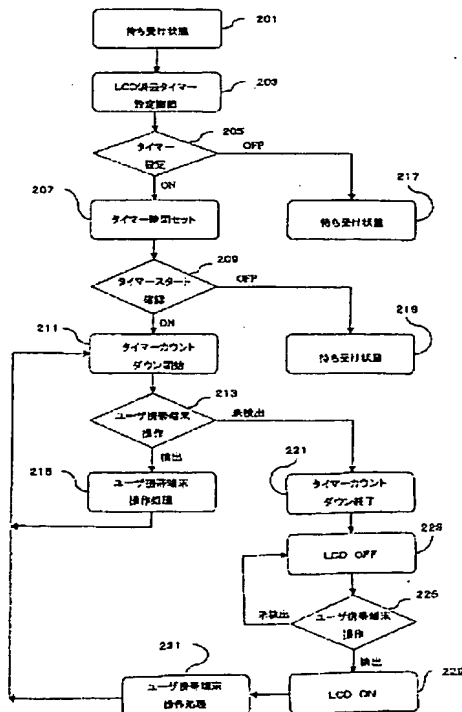 201
待ち受け状態
203
LCD消去タイマー
設定画面
205
タイマー
設定
OFF
ON
207
217
タイマー時間セット
待ち受け状態
209
タイマースタート
確認
OFF
ON
211
219
タイマーカウント
ダウン開始
待ち受け状態
213
ユーザ携帯端末
操作
未検出
検出
215
221
ユーザ携帯端末
操作処理
タイマーカウント
ダウン終了
223
LCD OFF
225
未検出
ユーザ携帯端末
操作
検出
231
ユーザ携帯端末
操作処理
LCD ON